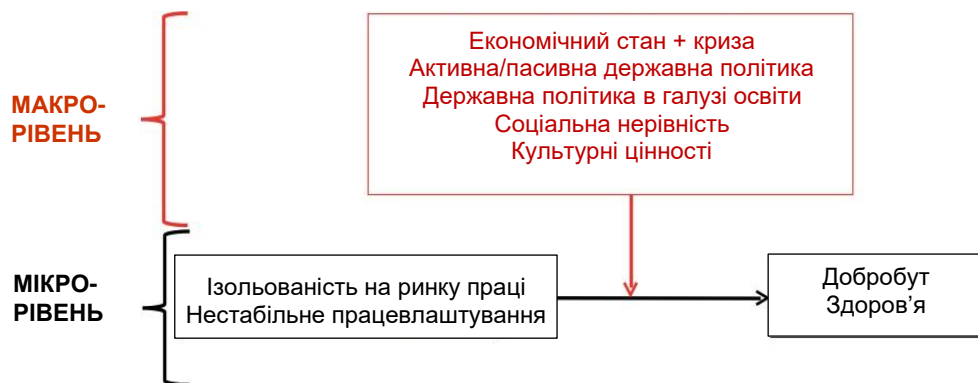 Економічний стан + криза
Активна/пасивна державна політика
Державна політика в галузі освіти
Соціальна нерівність
Культурні цінності
МАКРО-
РІВЕНЬ
МІКРО-
РІВЕНЬ
Ізольованість на ринку праці
Нестабільне працевлаштування
Добробут
Здоров’я